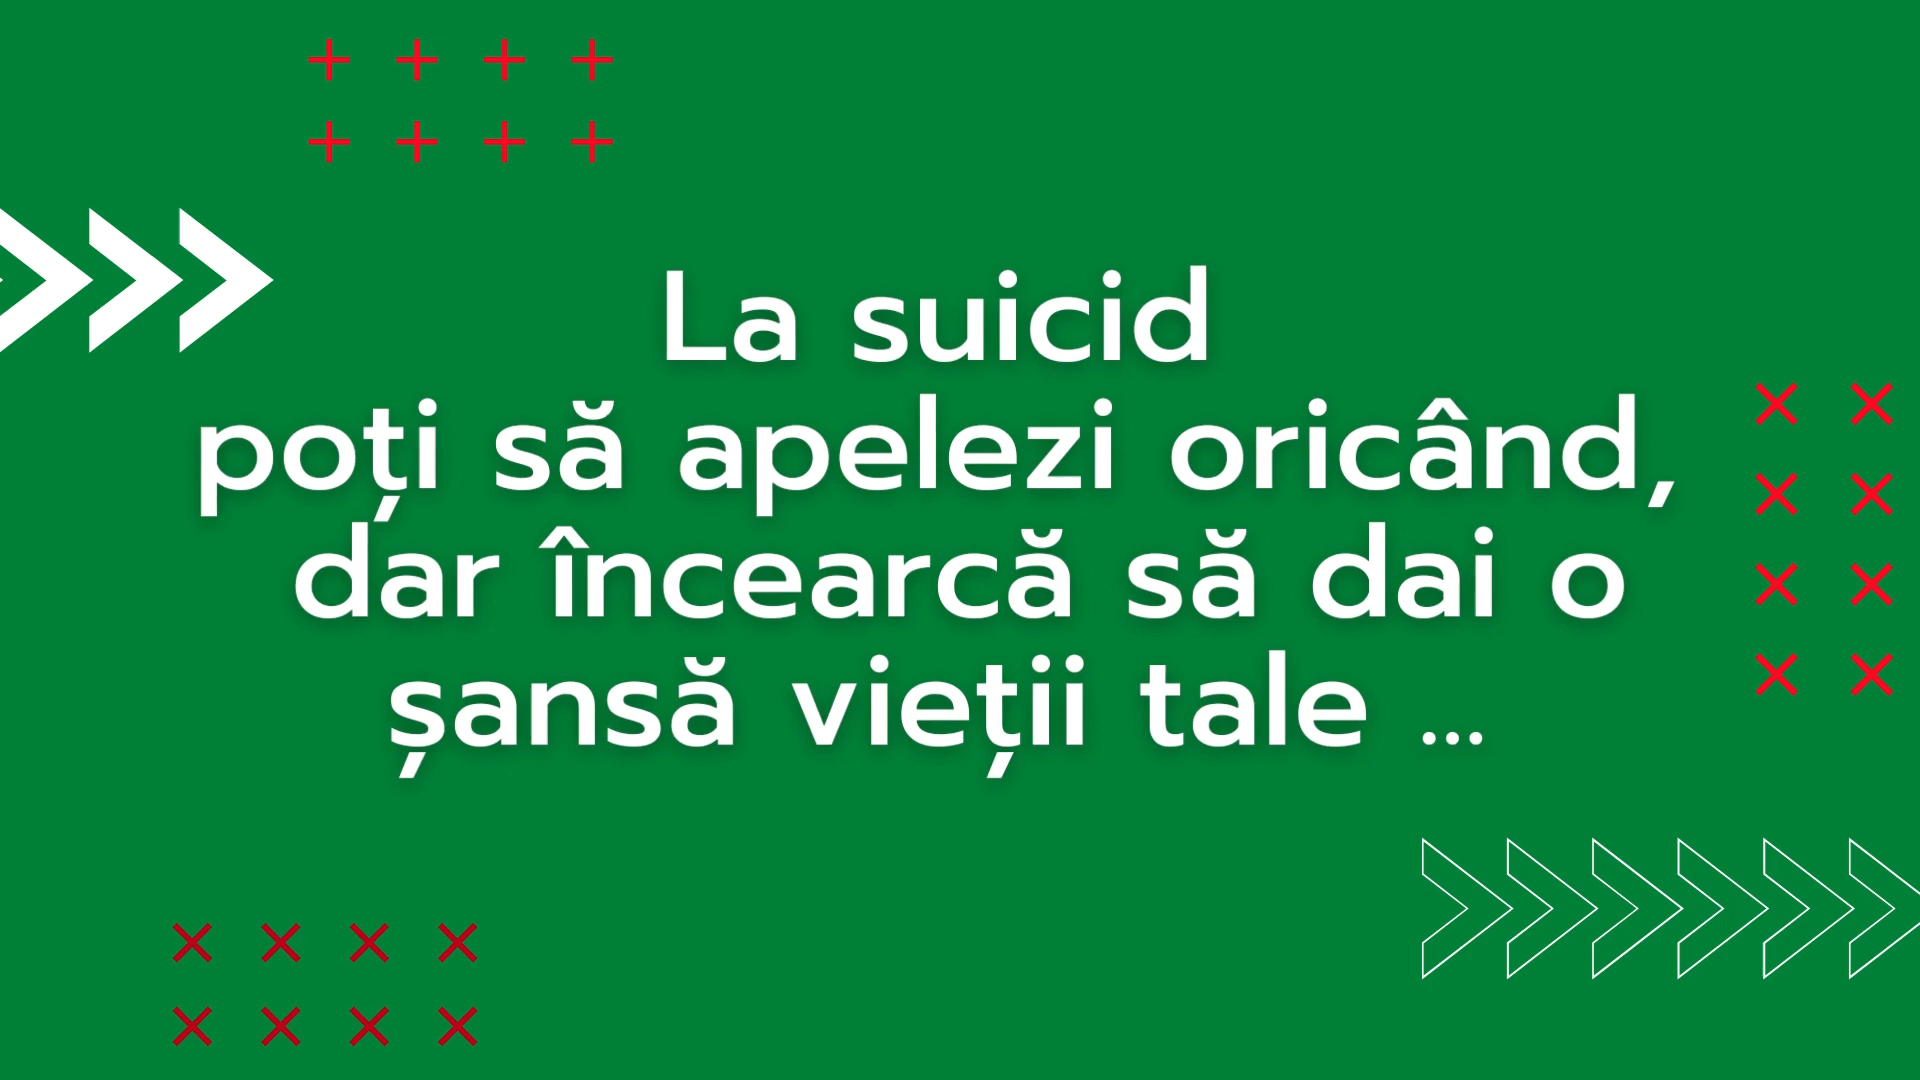 La suicid
poți să apelezi oricând,
dar încearcă să dai o
șansă vieții tale ...